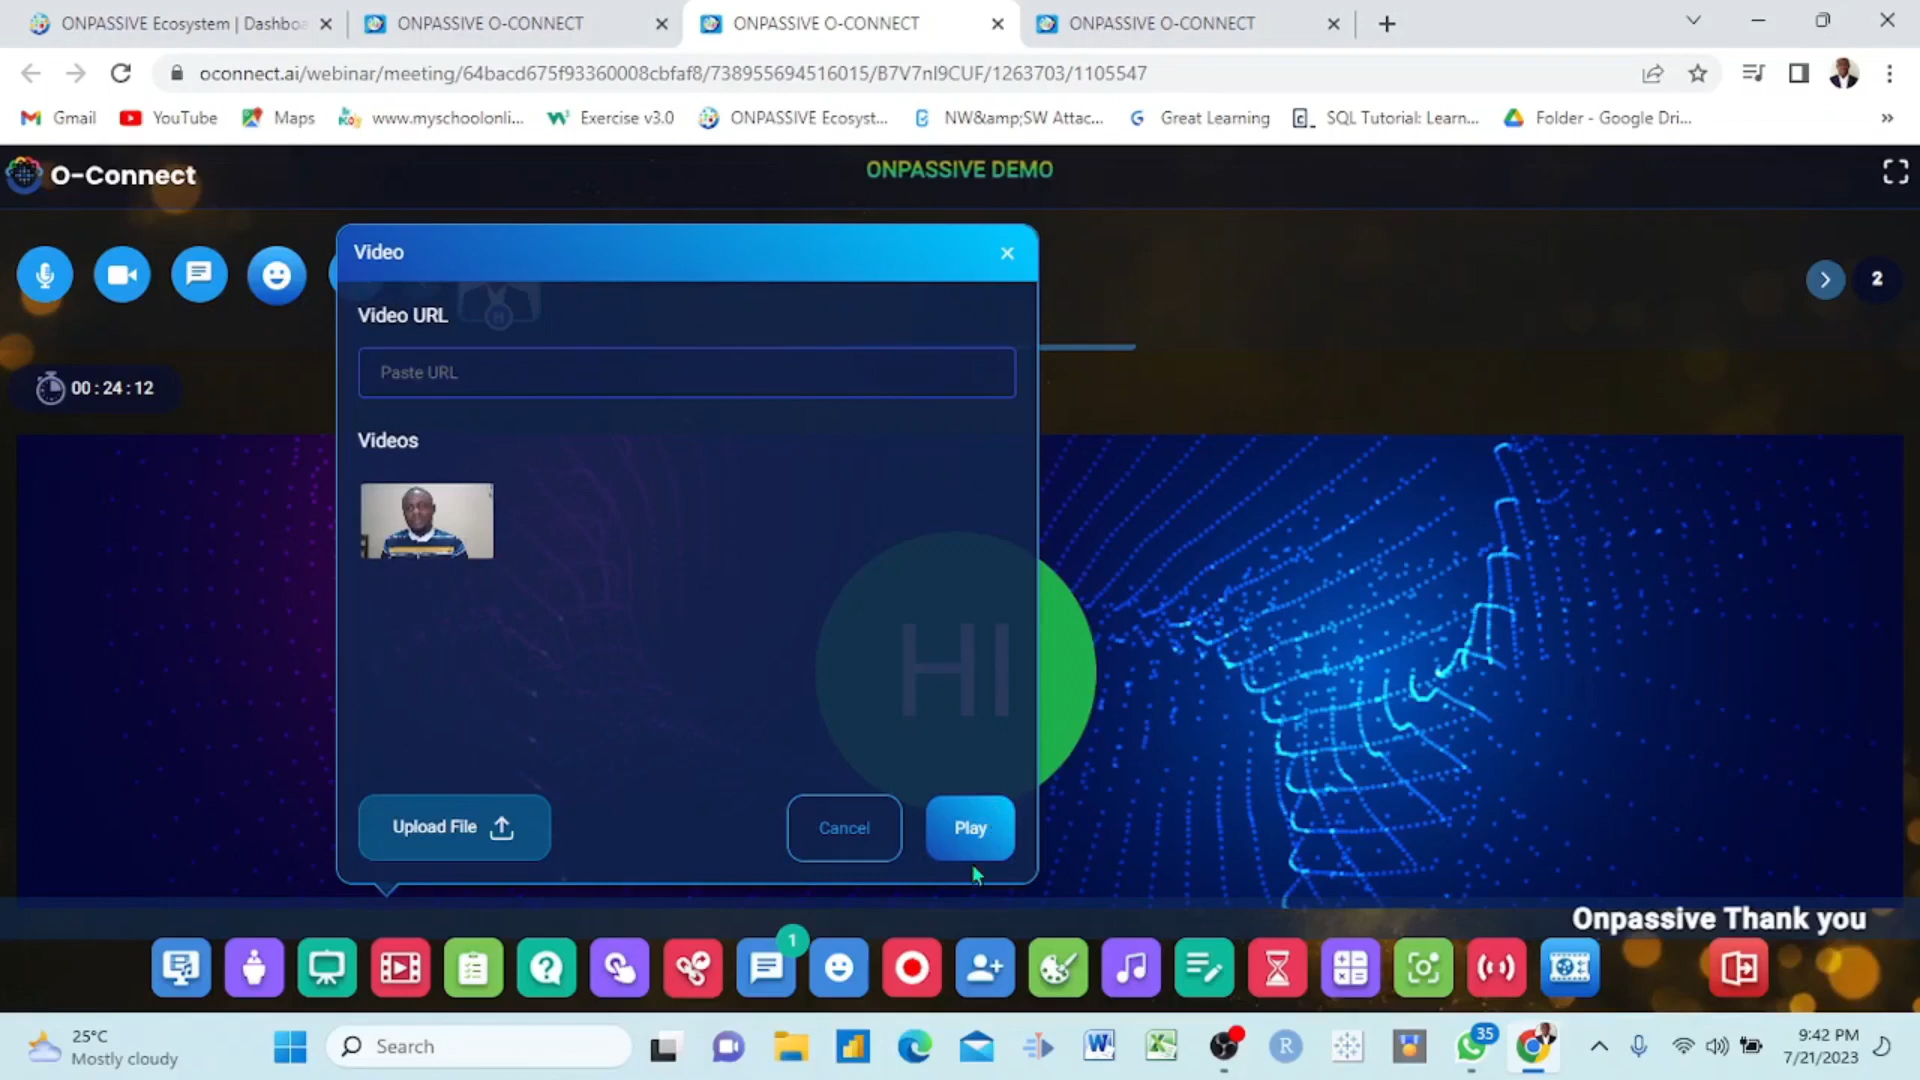 ONPASSIVE Ecosystem | Dashbo
ONPASSIVE O-CONNECT
ONPASSIVE O-CONNECT
ONPASSIVE O-CONNECT
oconnect.ai/webinar/meeting/64bacd675f93360008cbfaf8/738955694516015/B7V7nI9CUF/1263703/1105547
Gmail
YouTube
Maps
www.myschoolonli...
Exercise v3.0
ONPASSIVE Ecosyst...
NW&amp;SW Attac...
Great Learning
SQL Tutorial: Learn...
Folder - Google Dri...
»
O-Connect
ONPASSIVE DEMO
2
Video
Video URL
Paste URL
00:24:12
Videos
HI
Upload File
Cancel
Play
Onpassive Thank you
1
25°C
Mostly cloudy
Search
35
9:42 PM
7/21/2023